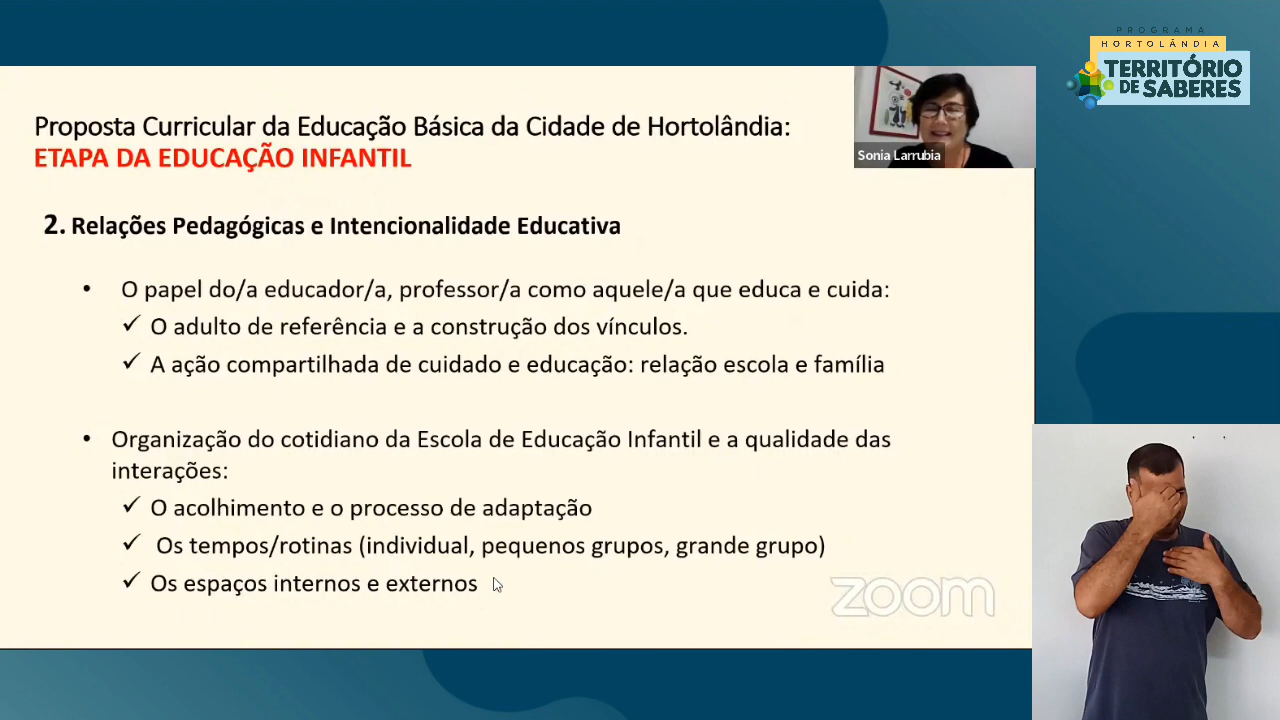 PROGRAMA
HORTOLÂNDIA
TERRITÓRIO
DE SABERES
Proposta Curricular da Educação Básica da Cidade de Hortolândia:
ETAPA DA EDUCAÇÃO INFANTIL
Sonia Larrubia
2. Relações Pedagógicas e Intencionalidade Educativa
• O papel do/a educador/a, professor/a como aquele/a que educa e cuida:
✓ O adulto de referência e a construção dos vínculos.
✓ A ação compartilhada de cuidado e educação: relação escola e família
• Organização do cotidiano da Escola de Educação Infantil e a qualidade das
interações:
✓ O acolhimento e o processo de adaptação
✓ Os tempos/rotinas (individual, pequenos grupos, grande grupo)
✓ Os espaços internos e externos
zoom